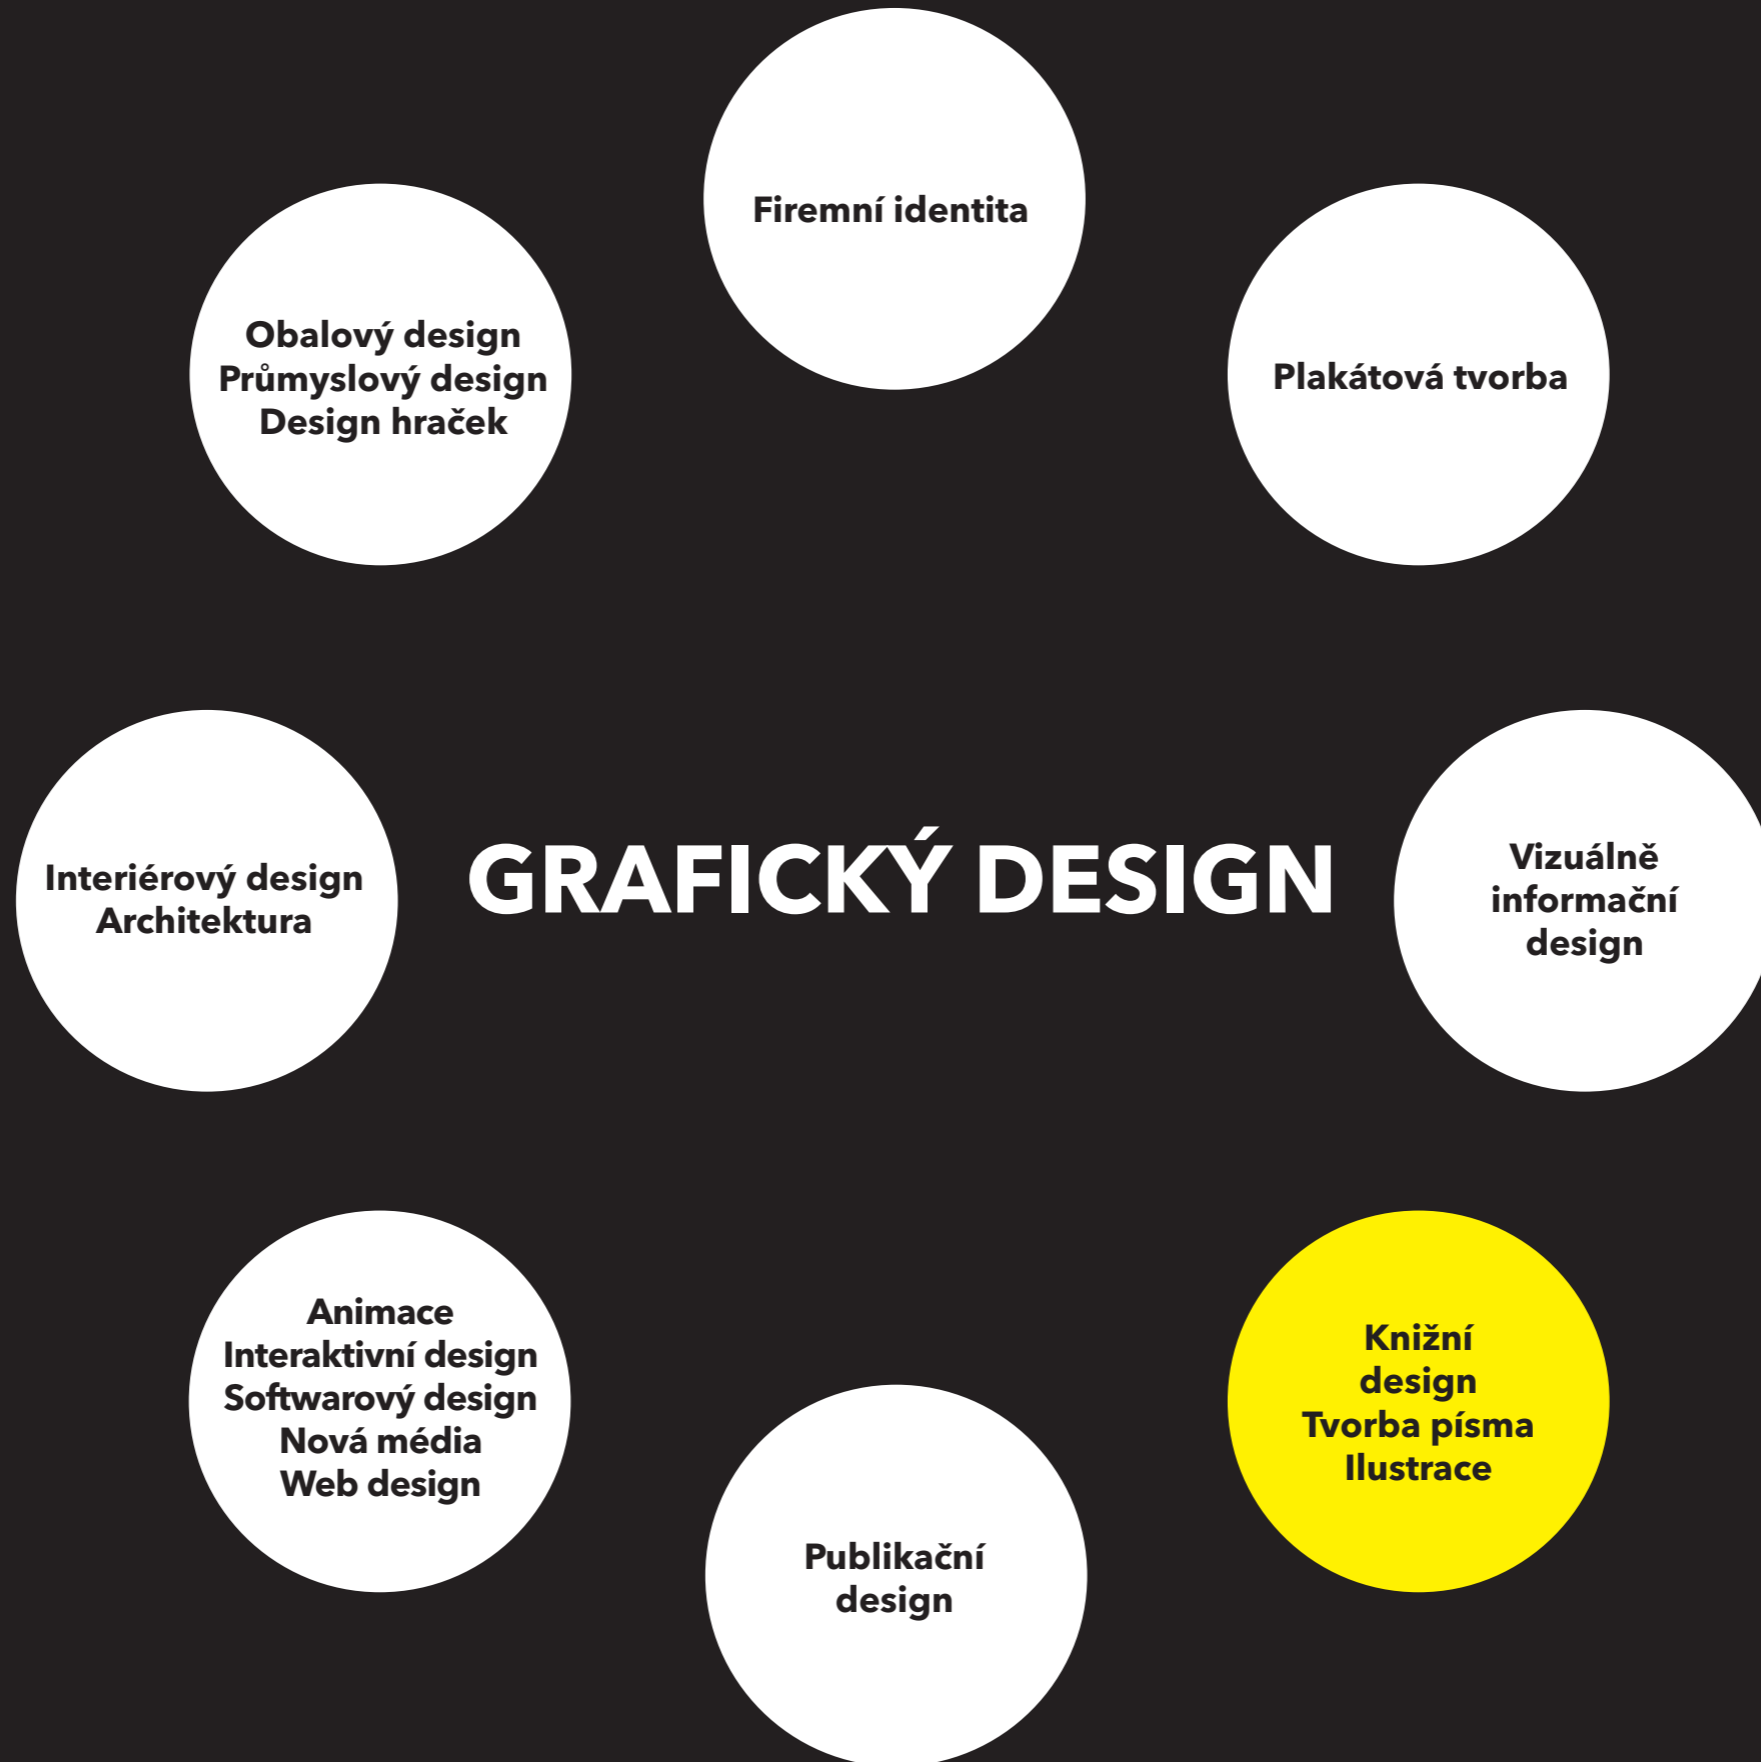 Firemní identita
Obalový design
Průmyslový design
Design hraček
Plakátová tvorba
Interiérový design
Architektura
GRAFICKÝ DESIGN
Vizuálně
informační
design
Animace
Interaktivní design
Softwarový design
Nová média
Web design
Knižní
design
Tvorba písma
Ilustrace
Publikační
design